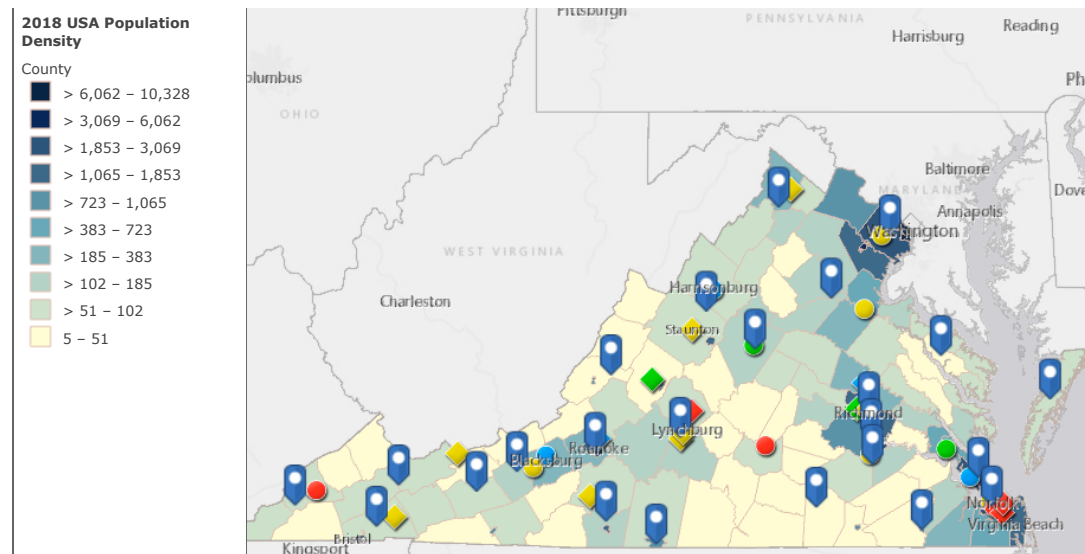 2018 USA Population
Density
County
> 6,062 – 10,328
> 3,069 – 6,062
> 1,853 – 3,069
> 1,065 – 1,853
> 723 – 1,065
> 383 – 723
> 185 – 383
> 102 – 185
> 51 – 102
5 – 51
Pittsburgh
PENNSYLVANIA
Reading
Harrisburg
olumbus
Ph
OHIO
Baltimore
MARYLAND
Dove
Annapolis
Washington
WEST VIRGINIA
Harrisonburg
Charleston
Staunton
Richmond
Lynchburg
Roanoke
Blacksburg
Norfolk
Virginia Beach
Bristol
Kingsport